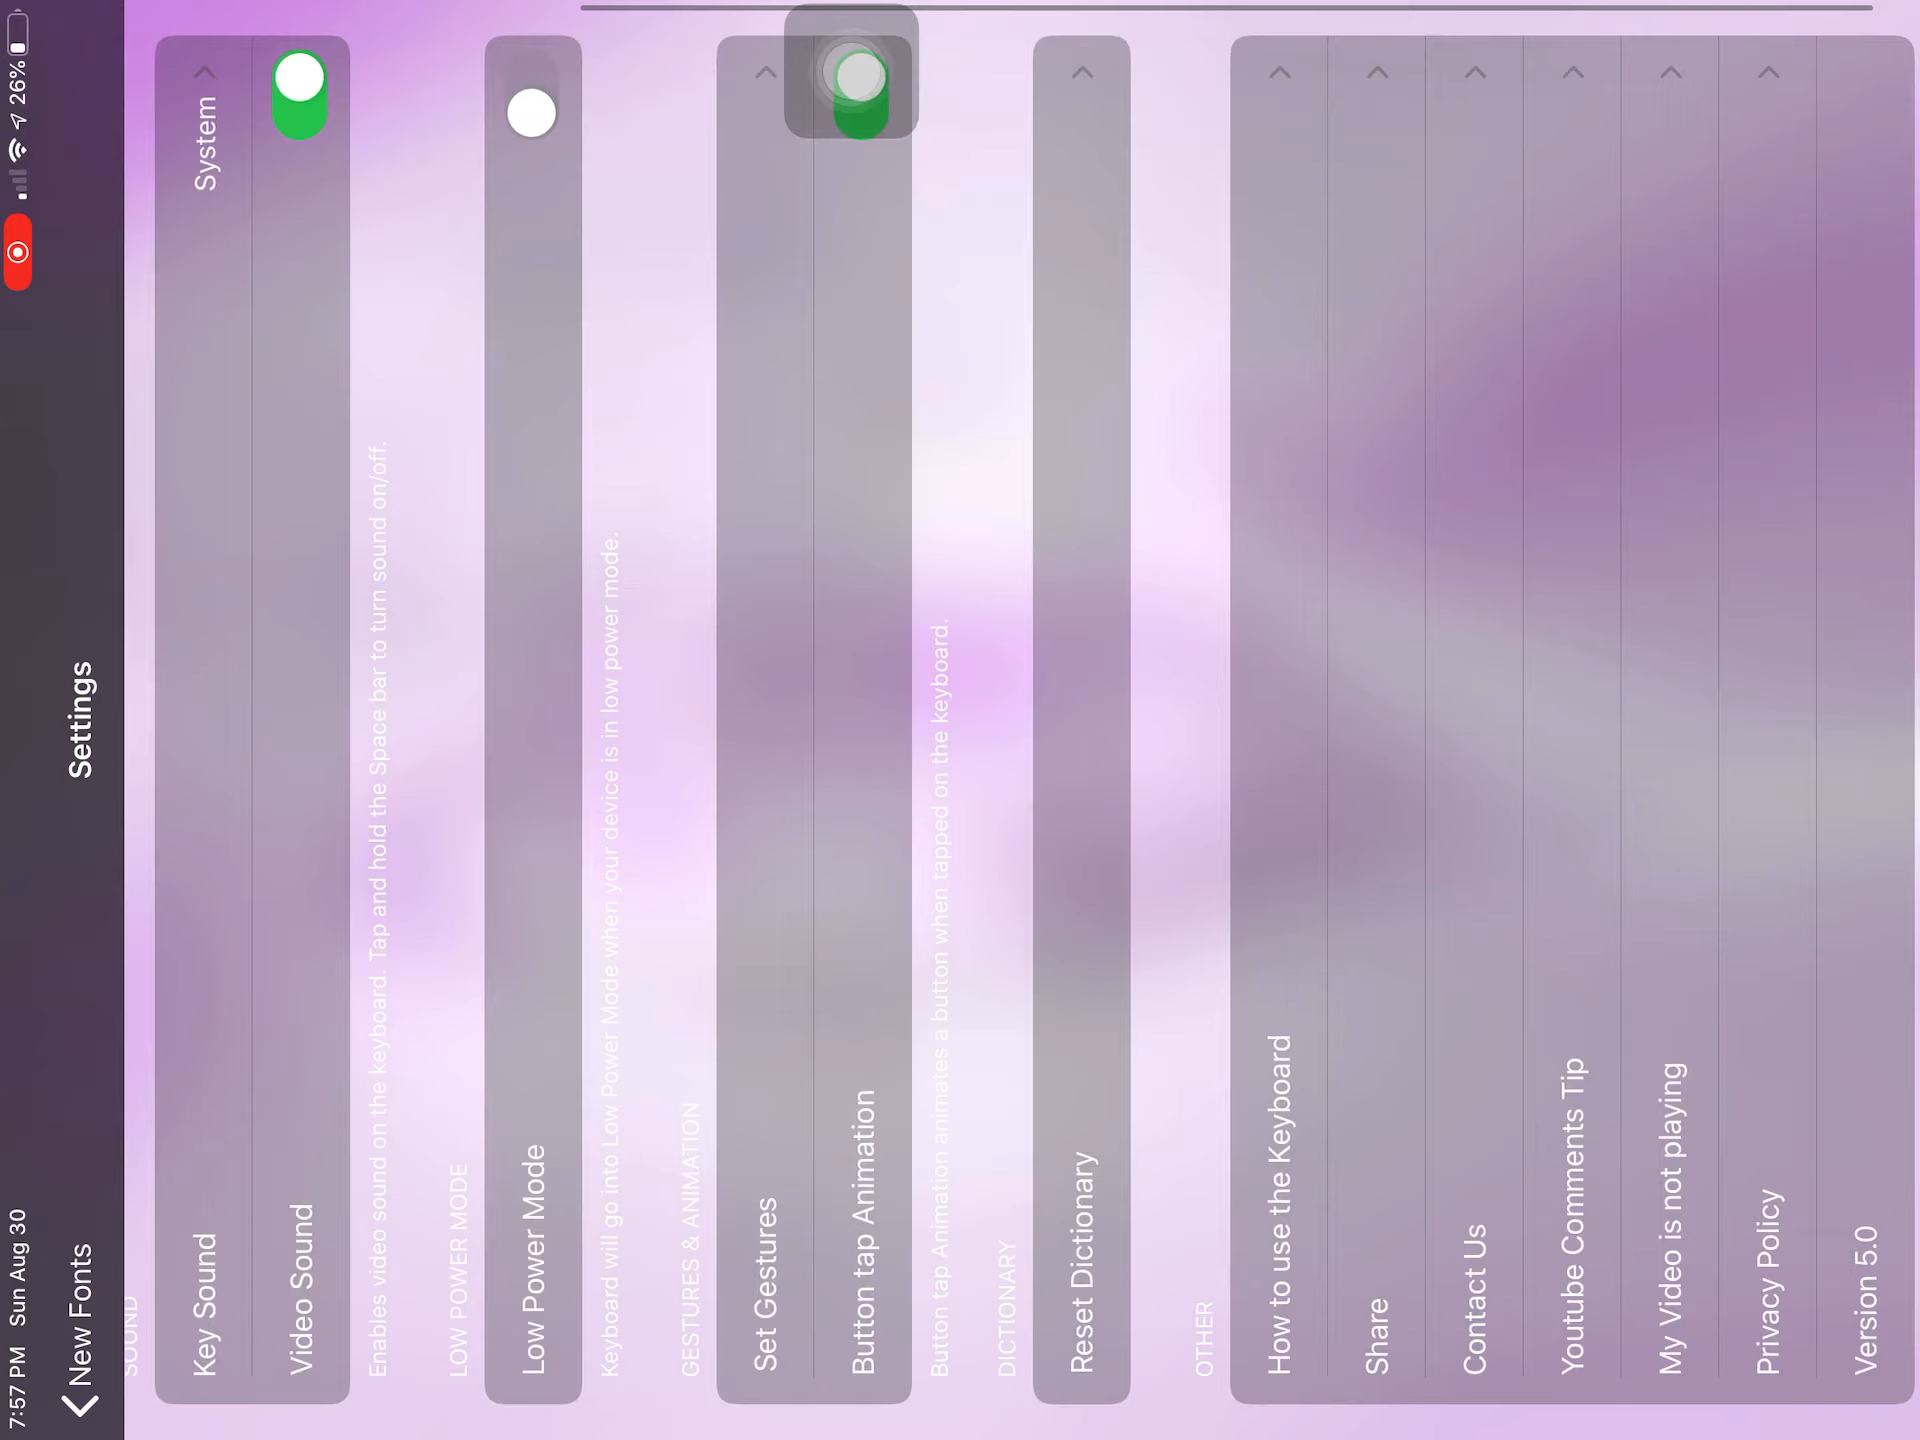 7:57 PM Sun Aug 30
26%
New Fonts
Settings
SOUND
Key Sound
System
Video Sound
Enables video sound on the keyboard. Tap and hold the Space bar to turn sound on/off.
LOW POWER MODE
Low Power Mode
Keyboard will go into Low Power Mode when your device is in low power mode.
GESTURES & ANIMATION
Set Gestures
Button tap Animation
Button tap Animation animates a button when tapped on the keyboard.
DICTIONARY
Reset Dictionary
OTHER
How to use the Keyboard
Share
Contact Us
Youtube Comments Tip
My Video is not playing
Privacy Policy
Version 5.0